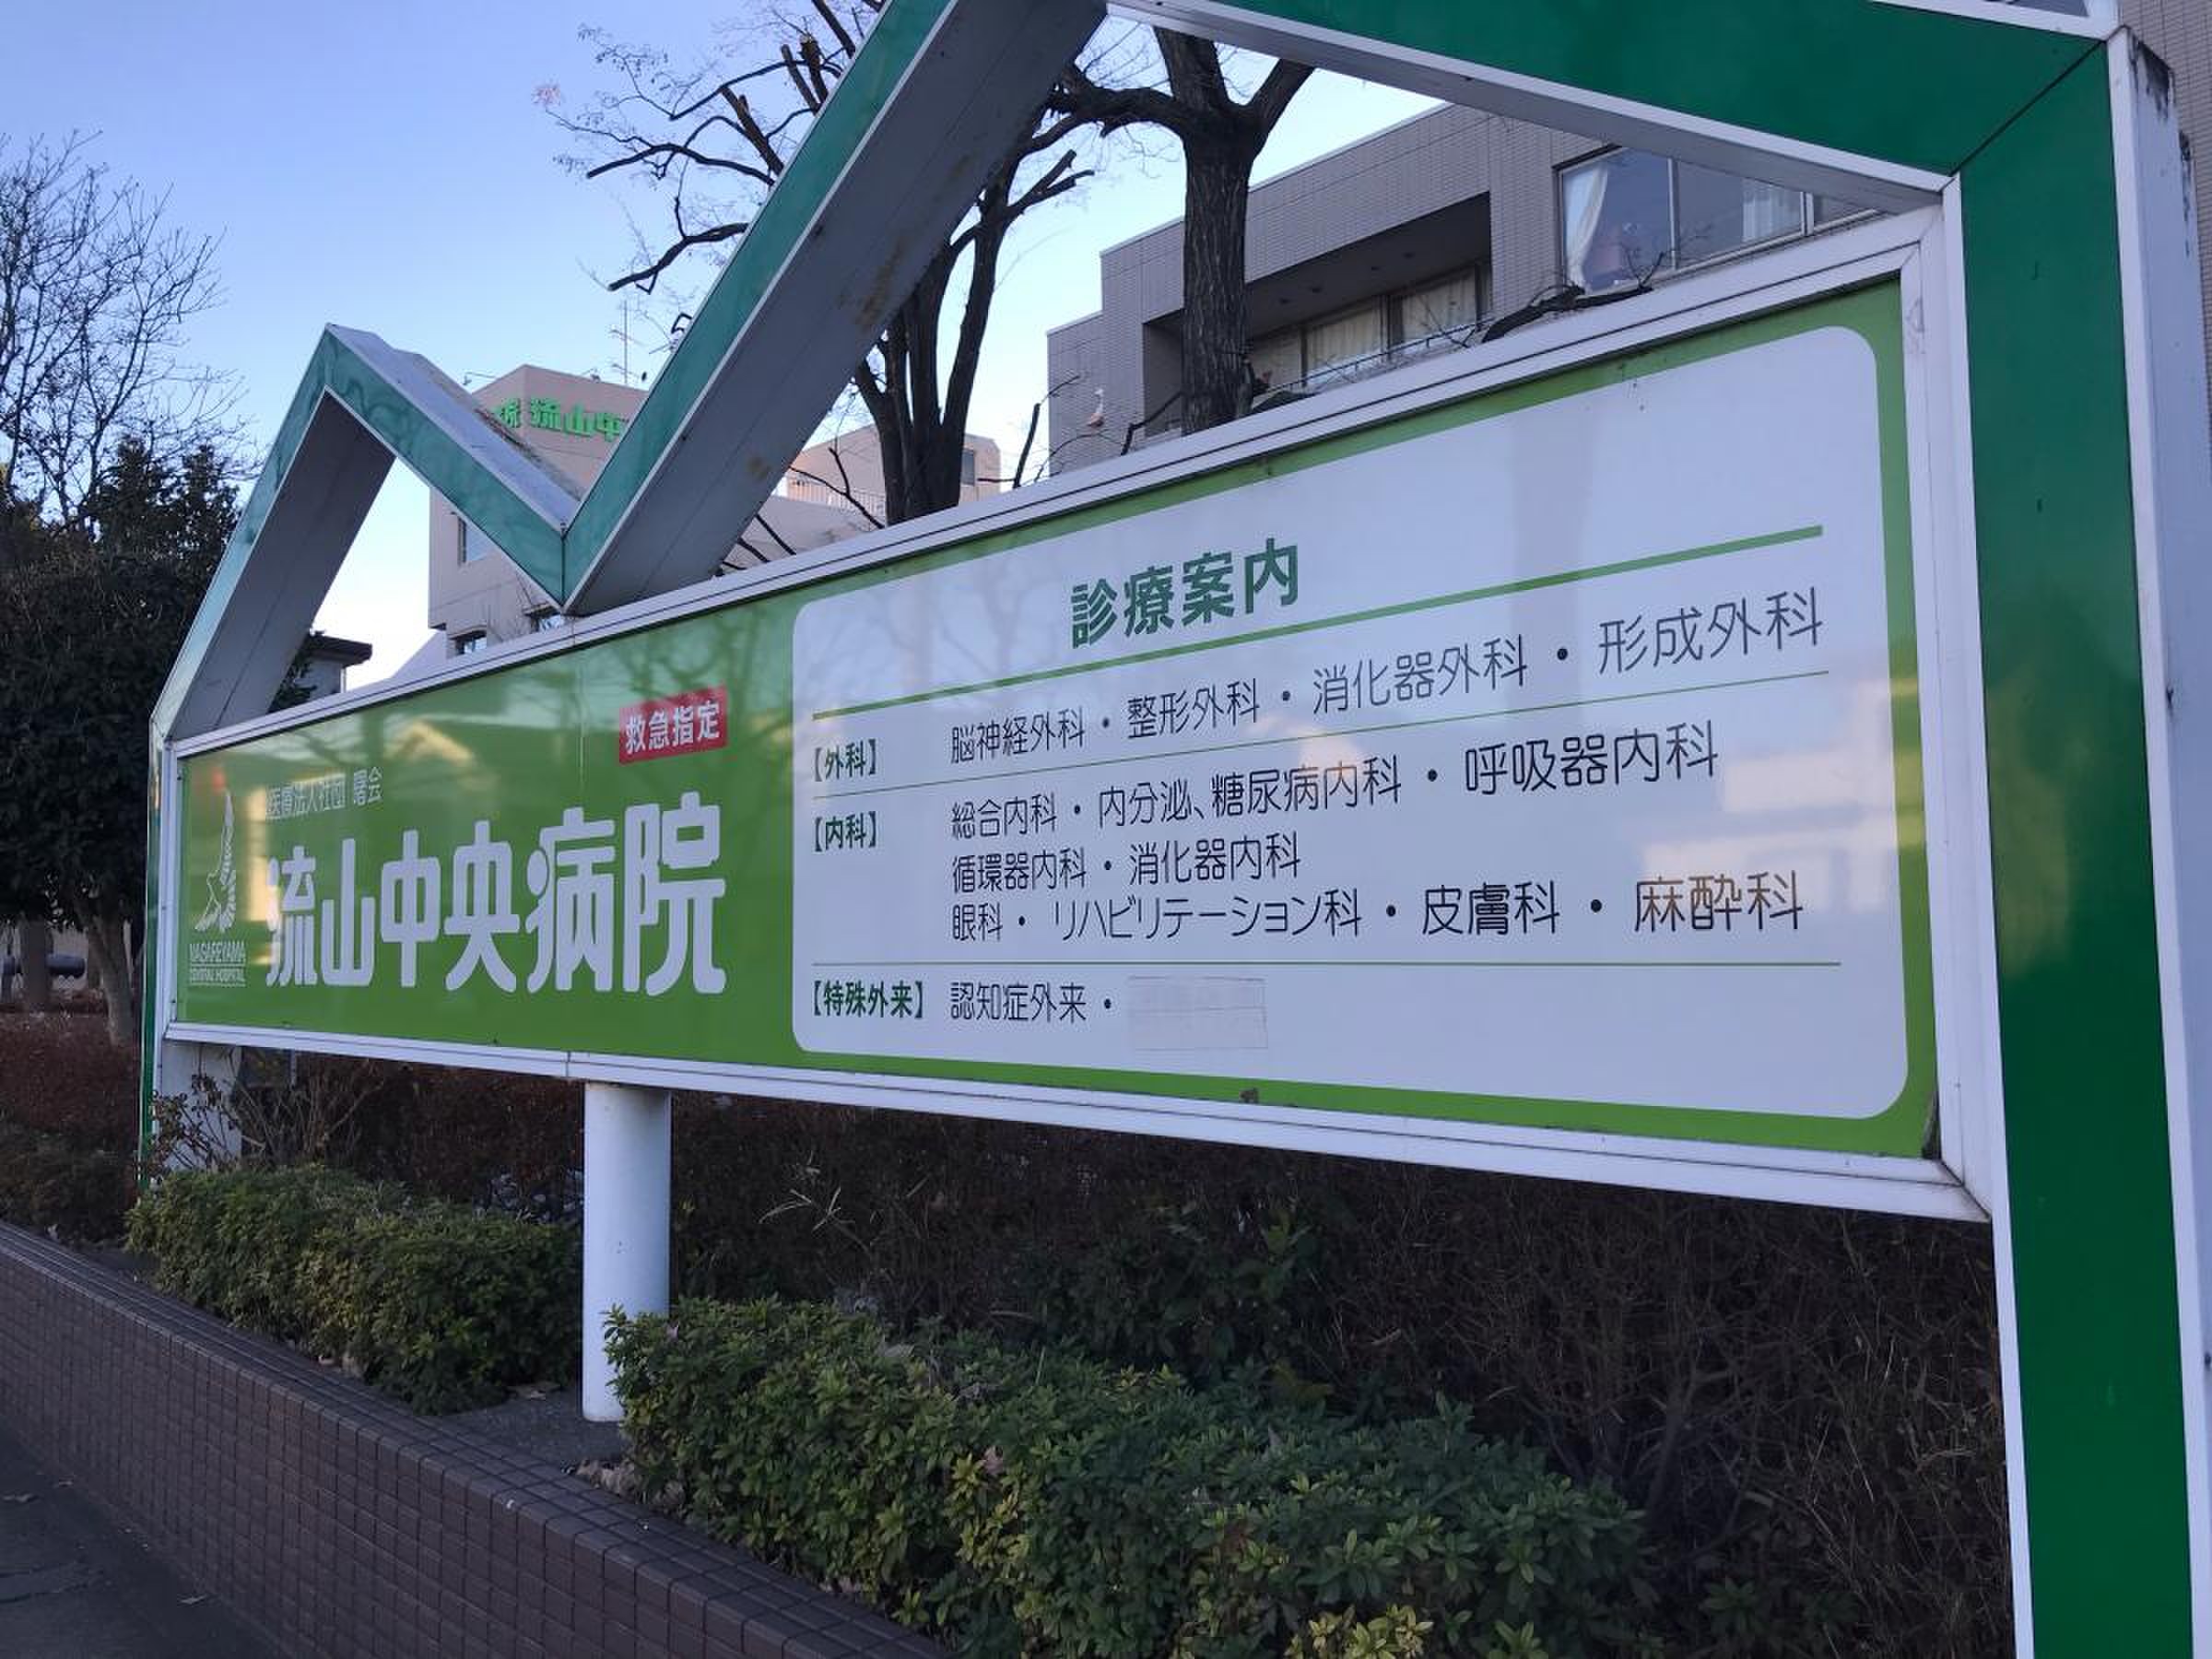 流山中
救急指定
医療法人社団 曙会
流山中央病院
NAGAREYAMA
CENTRAL HOSPITAL
診療案内
【外科】 脳神経外科・整形外科・消化器外科・形成外科
【内科】 総合内科・内分泌、糖尿病内科・呼吸器内科
循環器内科・消化器内科
眼科・リハビリテーション科・皮膚科・麻酔科
【特殊外来】 認知症外来・